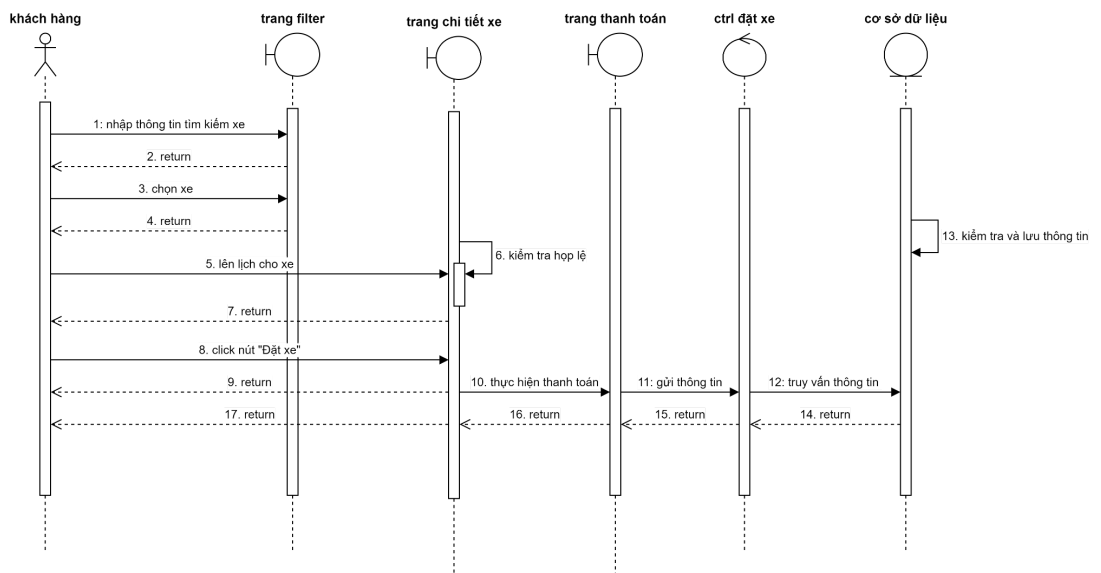 khách hàng
trang filter
trang chi tiết xe
trang thanh toán
ctrl đặt xe
cơ sở dữ liệu
1: nhập thông tin tìm kiếm xe
2. return
3. chọn xe
4. return
13. kiểm tra và lưu thông tin
6. kiểm tra họp lệ
5. lên lịch cho xe
7. return
8. click nút "Đặt xe"
9. return
10. thực hiện thanh toán
11: gửi thông tin
12: truy vấn thông tin
17. return
16. return
15. return
14. return